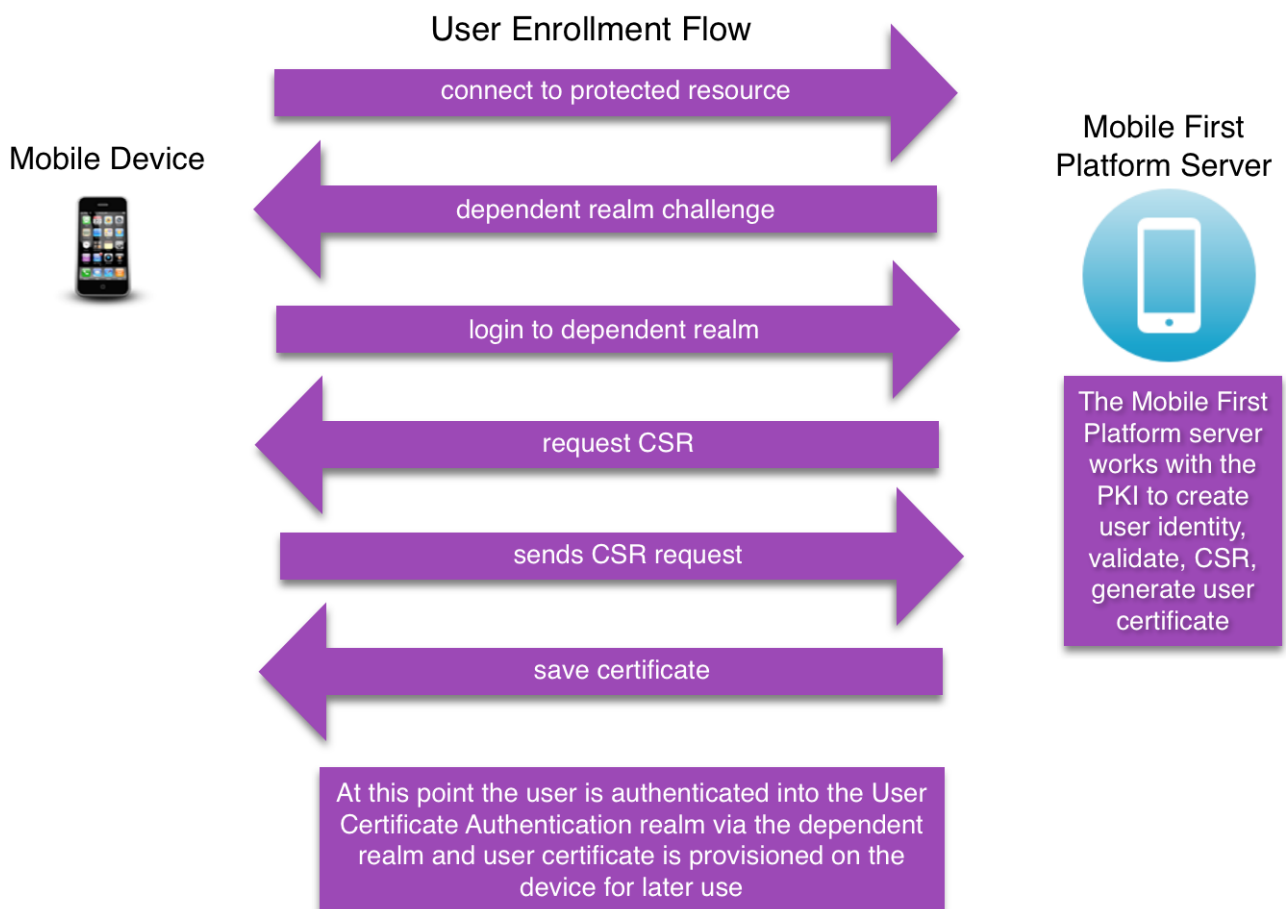 User Enrollment Flow
connect to protected resource
Mobile Device
Mobile First
Platform Server
dependent realm challenge
login to dependent realm
request CSR
sends CSR request
save certificate
The Mobile First
Platform server
works with the
PKI to create
user identity,
validate, CSR,
generate user
certificate
At this point the user is authenticated into the User
Certificate Authentication realm via the dependent
realm and user certificate is provisioned on the
device for later use